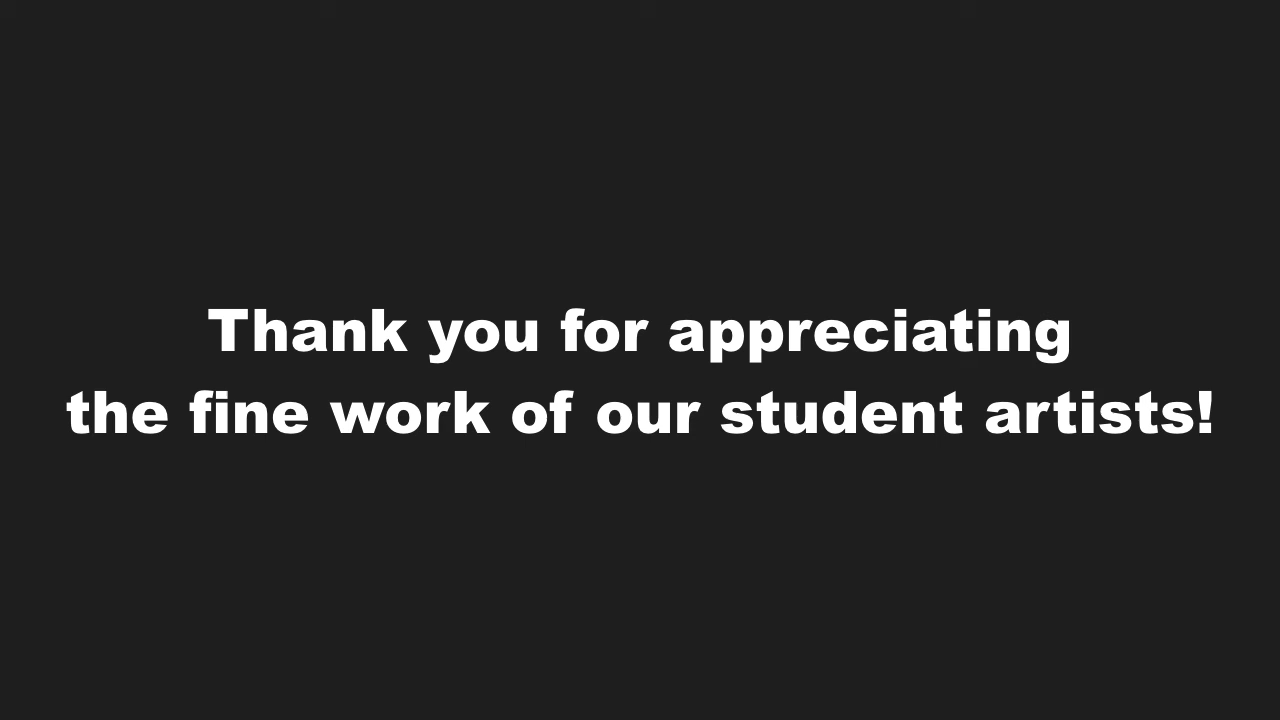 Thank you for appreciating
the fine work of our student artists!